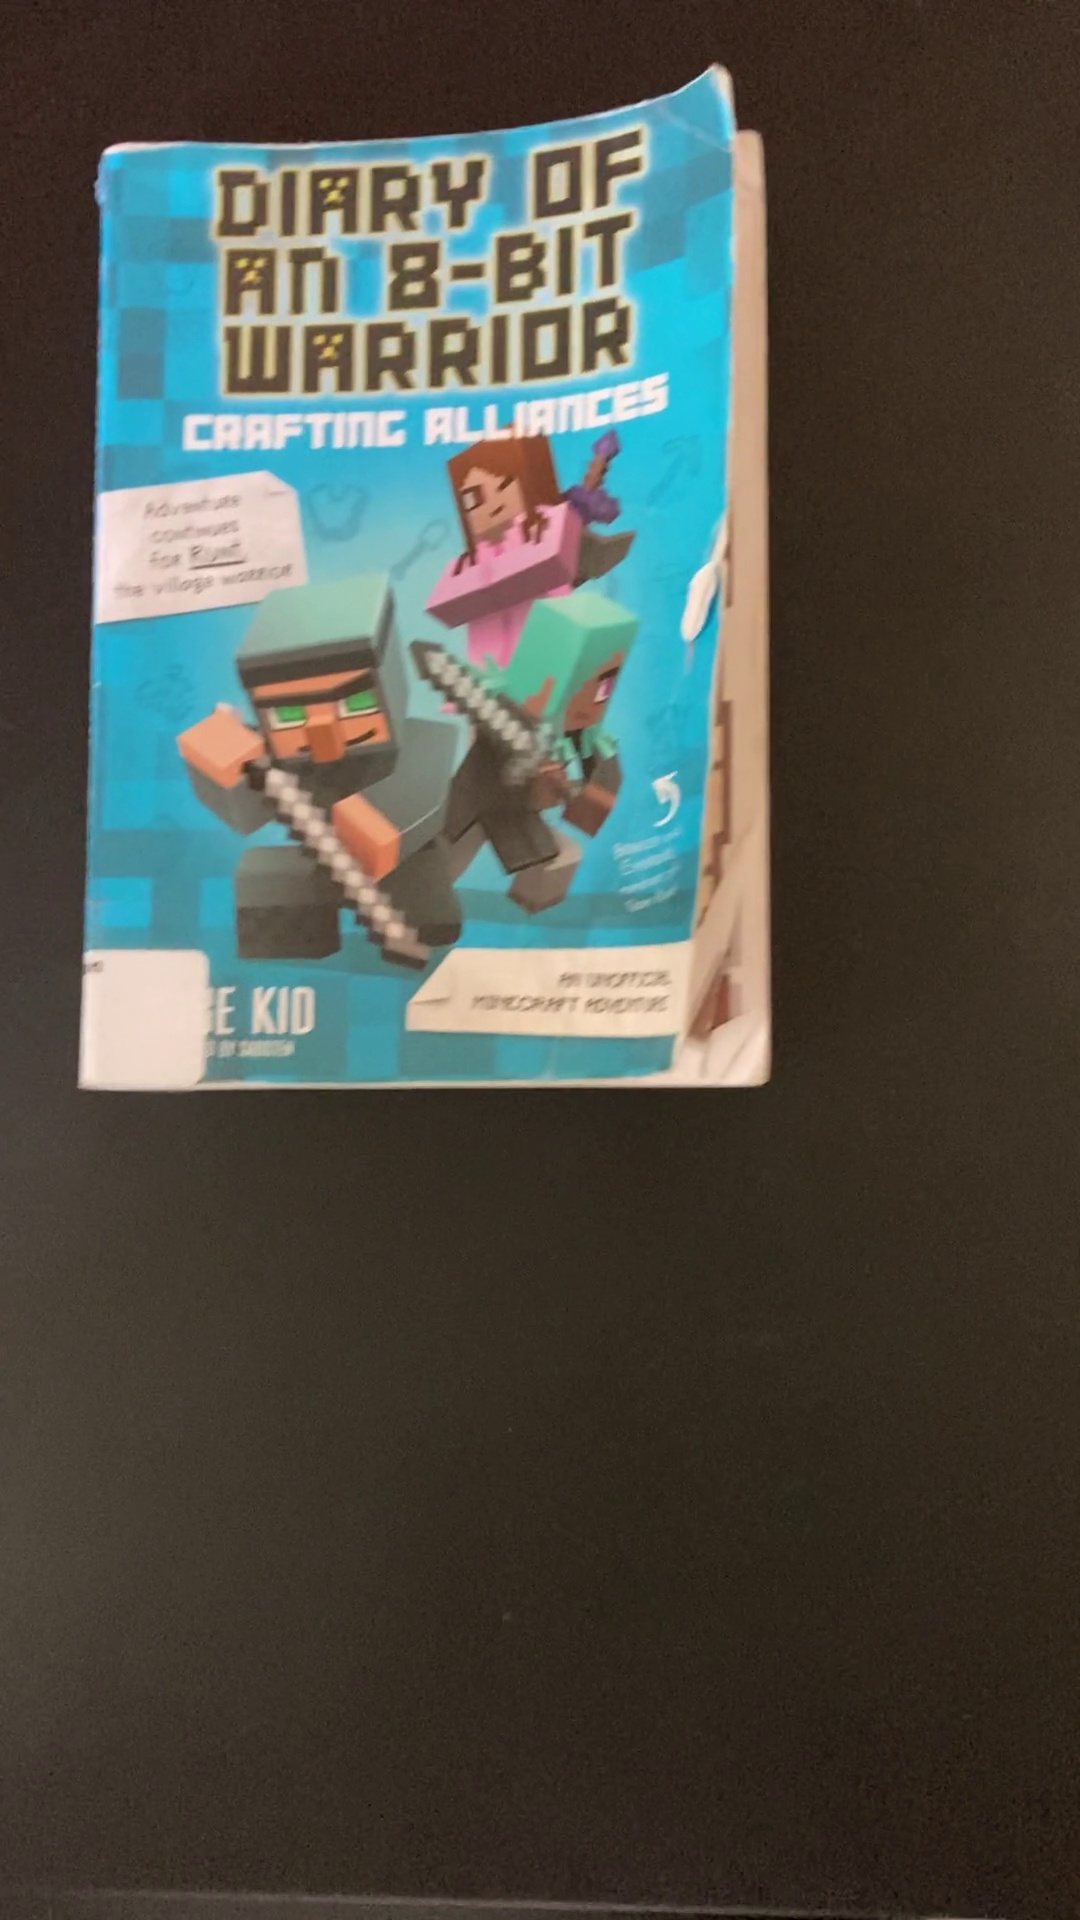 DIARY OF
AN 8-BIT
WARRIOR
CRAFTING ALLIANCES
Adventure
continues
for Runt,
the village warrior
AN UNOFFICIAL
MINECRAFT ADVENTURE
KID
BY